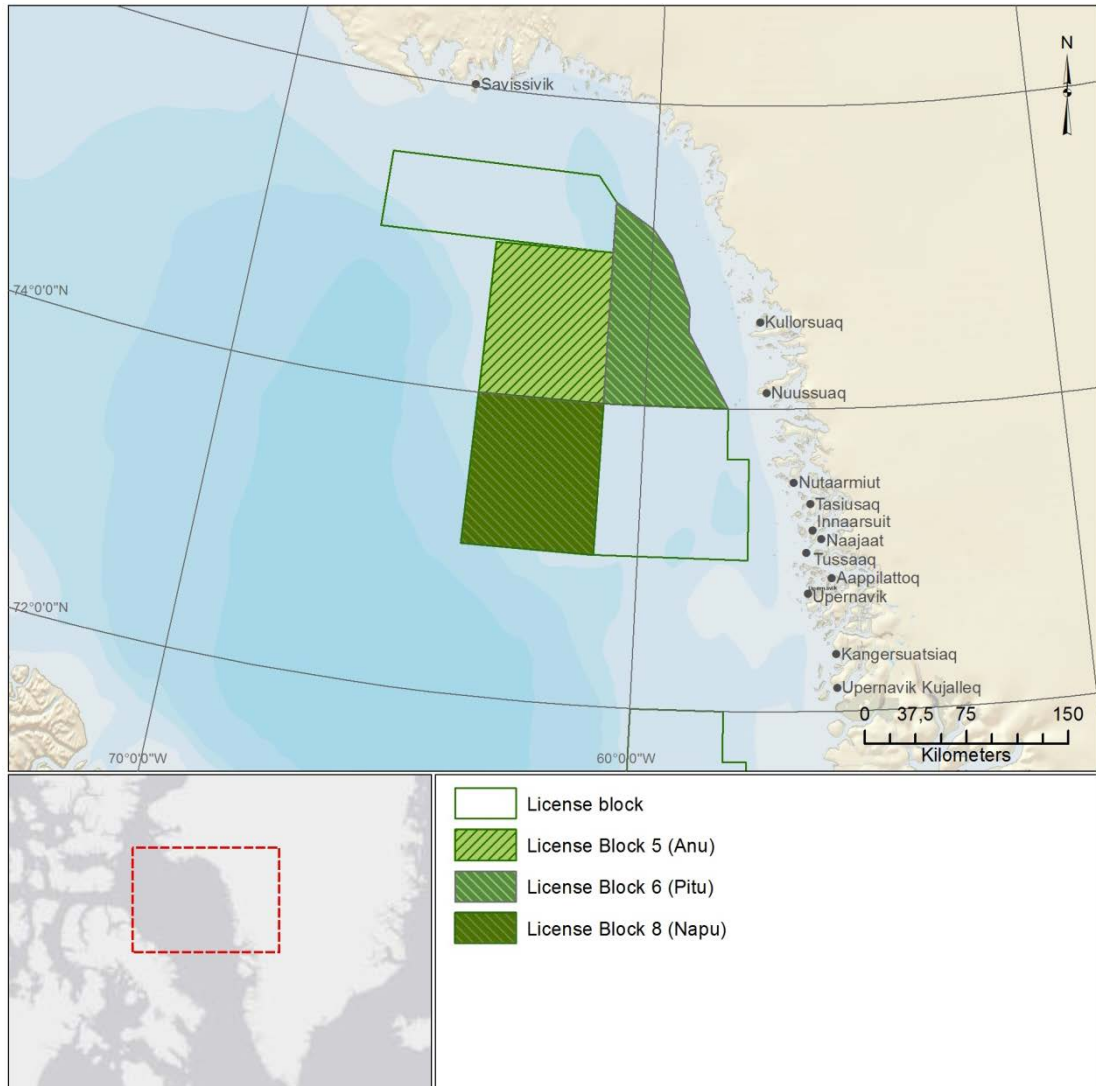 N
Savissivik
74°0'0"N
Kullorsuaq
Nuussuaq
Nutaarmiut
Tasiusaq
Innaarsuit
Naajaat
Tussaaq
Aappilattoq
Upernavik
Upernavik
Kangersuatsiaq
72°0'0"N
Upernavik Kujalleq
0 37,5 75 150
Kilometers
70°0'0"W
60°0'0"W
License block
License Block 5 (Anu)
License Block 6 (Pitu)
License Block 8 (Napu)